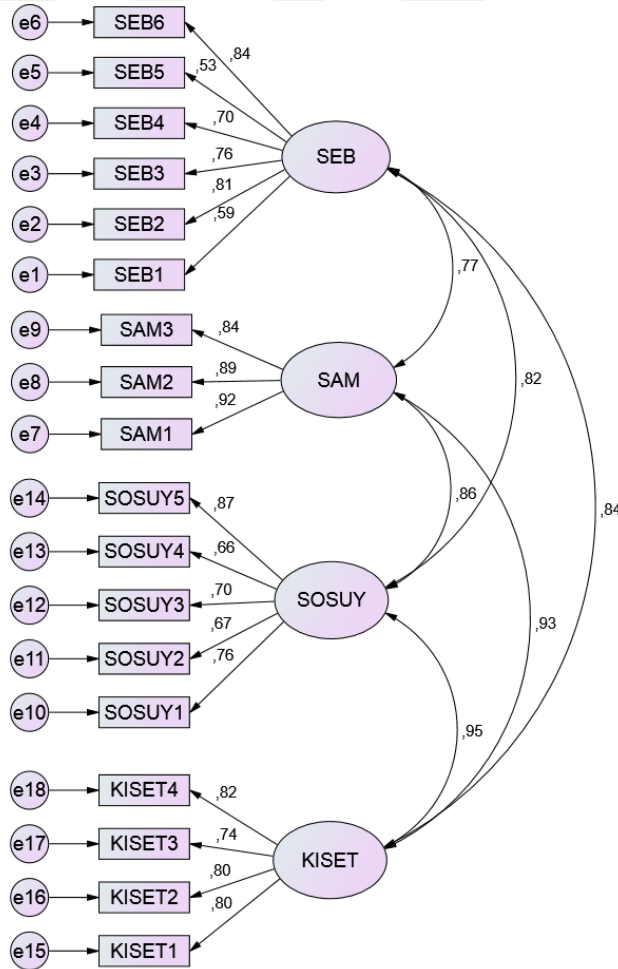 e6 SEB6
,84
e5 SEB5
,53
e4 SEB4
,70
e3 SEB3
,76
e2 SEB2
,81
e1 SEB1
,59
SEB
,77
e9 SAM3
,84
e8 SAM2
,89
e7 SAM1
,92
SAM
,82
,86
,84
e14 SOSUY5
,87
e13 SOSUY4
,66
e12 SOSUY3
,70
e11 SOSUY2
,67
e10 SOSUY1
,76
SOSUY
,93
,95
e18 KISET4
,82
e17 KISET3
,74
e16 KISET2
,80
e15 KISET1
,80
KISET